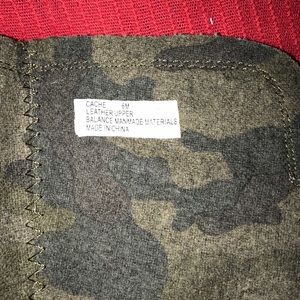 CACHE 6M
LEATHER UPPER
BALANCE MANMADE MATERIALS
MADE IN CHINA